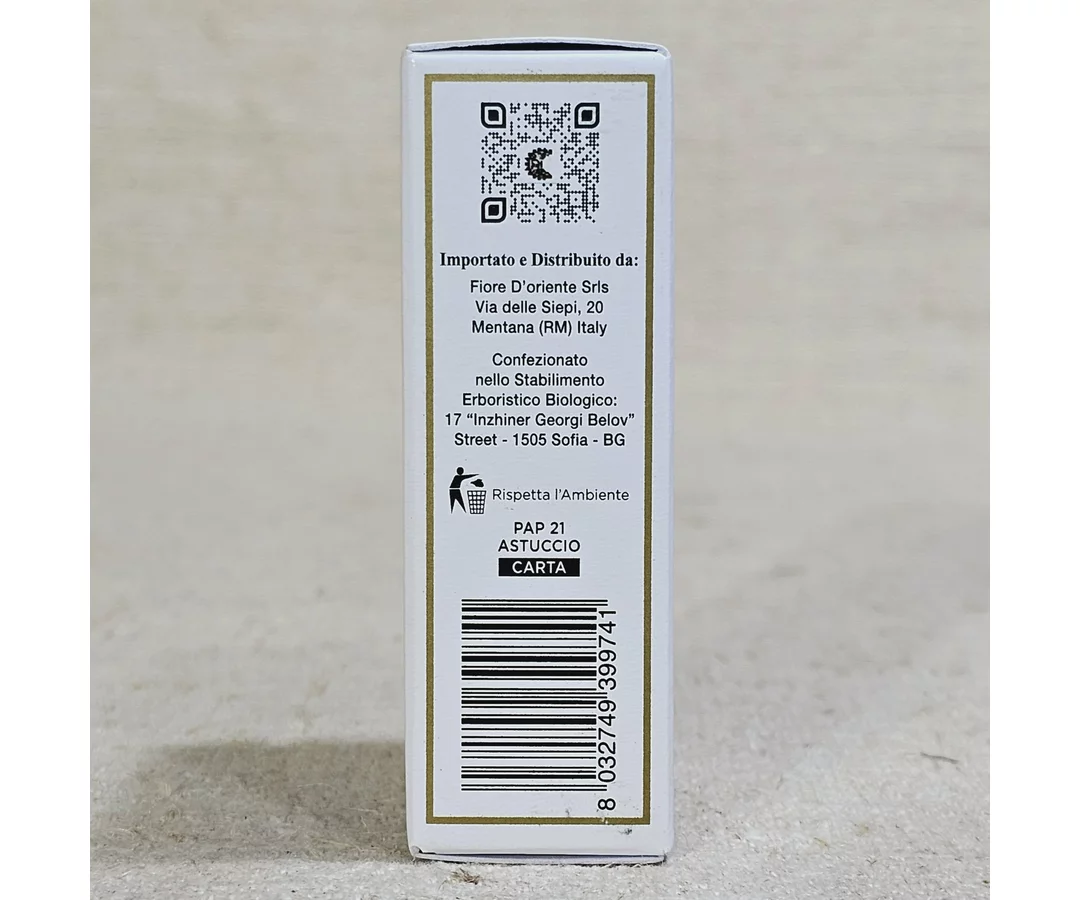 Importato e Distribuito da:
Fiore D'oriente Srls
Via delle Siepi, 20
Mentana (RM) Italy
Confezionato
nello Stabilimento
Erboristico Biologico:
17 “Inzhiner Georgi Belov”
Street - 1505 Sofia - BG
Rispetta l'Ambiente
PAP 21
ASTUCCIO
CARTA
8 032749 399741